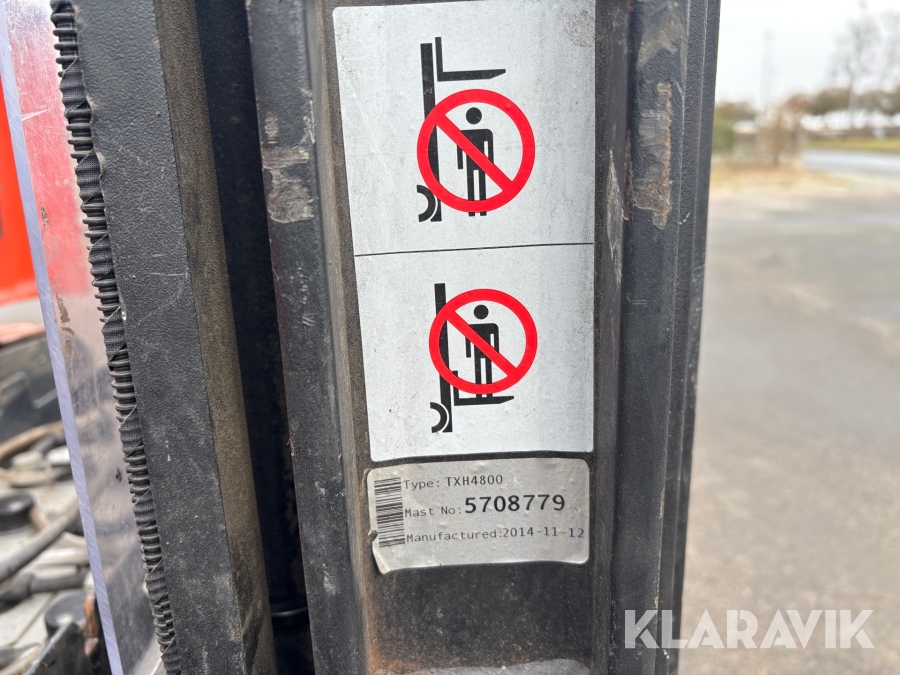 Type: TXH4800
Mast No: 5708779
Manufactured:2014-11-12
KLARAVIK